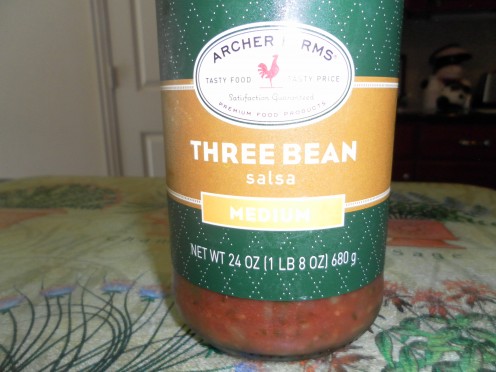 ARCHER FARMS
TASTY FOOD TASTY PRICE
Satisfaction Guaranteed
PREMIUM FOOD PRODUCTS
THREE BEAN
salsa
MEDIUM
NET WT 24 OZ (1 LB 8 OZ) 680 g